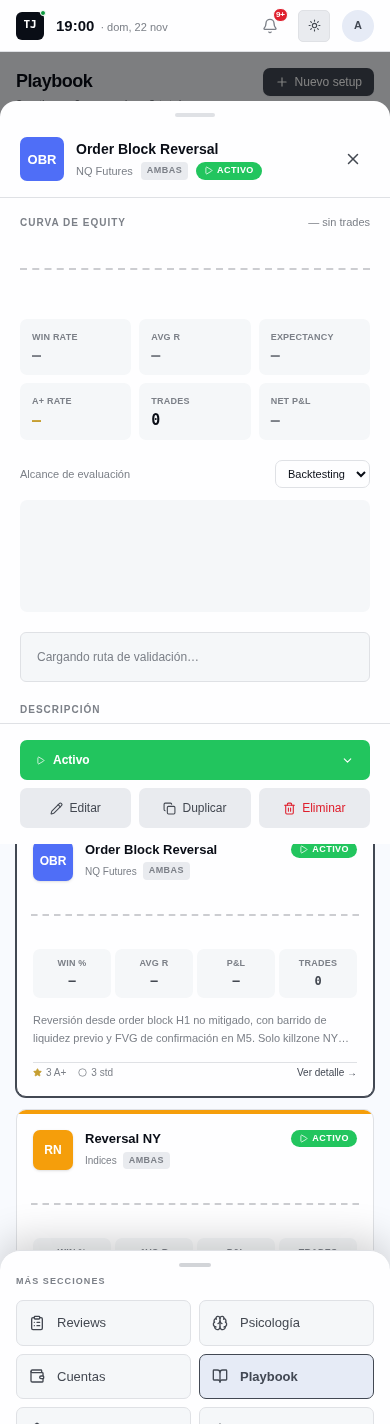 TJ 19:00 · dom, 22 nov 9+ A
Playbook + Nuevo setup
OBR Order Block Reversal
NQ Futures AMBAS ACTIVO
CURVA DE EQUITY — sin trades
WIN RATE AVG R EXPECTANCY
— — —
A+ RATE TRADES NET P&L
— 0 —
Alcance de evaluación Backtesting
Cargando ruta de validación…
DESCRIPCIÓN
Activo
Editar Duplicar Eliminar
OBR Order Block Reversal ACTIVO
NQ Futures AMBAS
WIN % AVG R P&L TRADES
— — — 0
Reversión desde order block H1 no mitigado, con barrido de
liquidez previo y FVG de confirmación en M5. Solo killzone NY…
3 A+ 3 std Ver detalle →
RN Reversal NY ACTIVO
Indices AMBAS
MÁS SECCIONES
Reviews Psicología
Cuentas Playbook